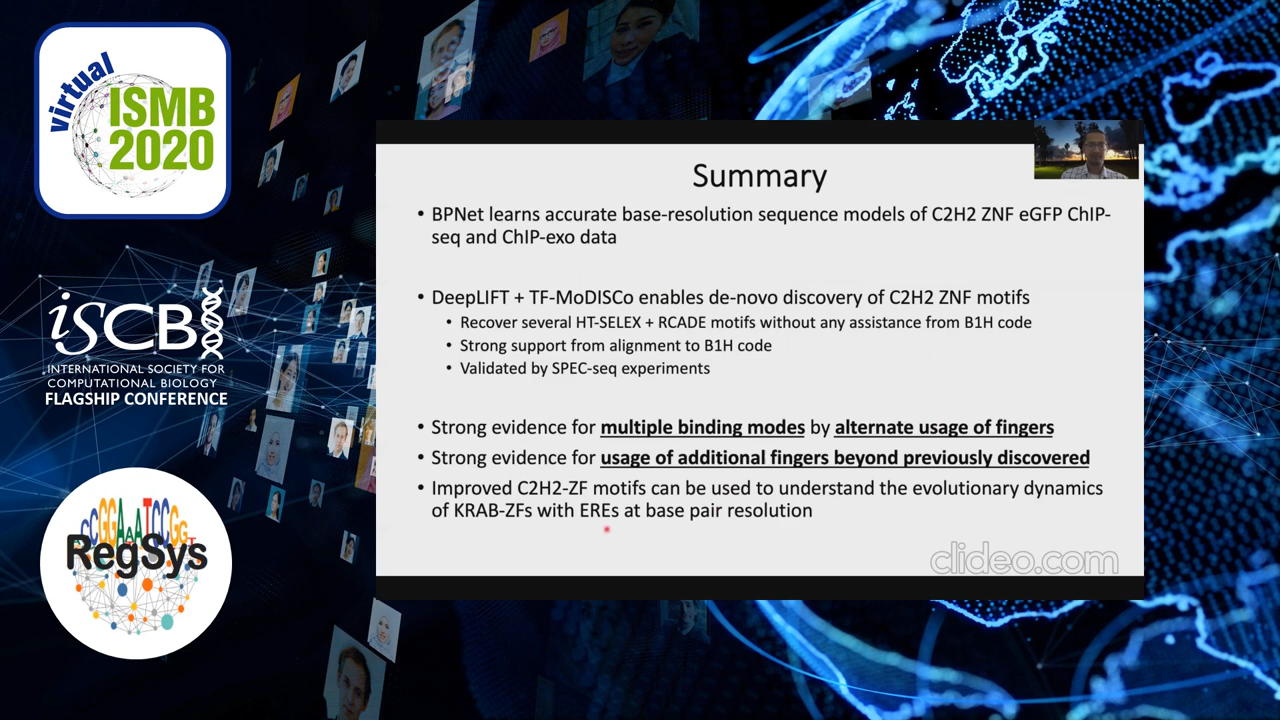 virtual
ISMB
2020
iSCB
INTERNATIONAL SOCIETY FOR
COMPUTATIONAL BIOLOGY
FLAGSHIP CONFERENCE
RegSys
Summary
• BPNet learns accurate base-resolution sequence models of C2H2 ZNF eGFP ChIP-
seq and ChIP-exo data
• DeepLIFT + TF-MoDISCo enables de-novo discovery of C2H2 ZNF motifs
• Recover several HT-SELEX + RCADE motifs without any assistance from B1H code
• Strong support from alignment to B1H code
• Validated by SPEC-seq experiments
• Strong evidence for multiple binding modes by alternate usage of fingers
• Strong evidence for usage of additional fingers beyond previously discovered
• Improved C2H2-ZF motifs can be used to understand the evolutionary dynamics
of KRAB-ZFs with EREs at base pair resolution
clideo.com